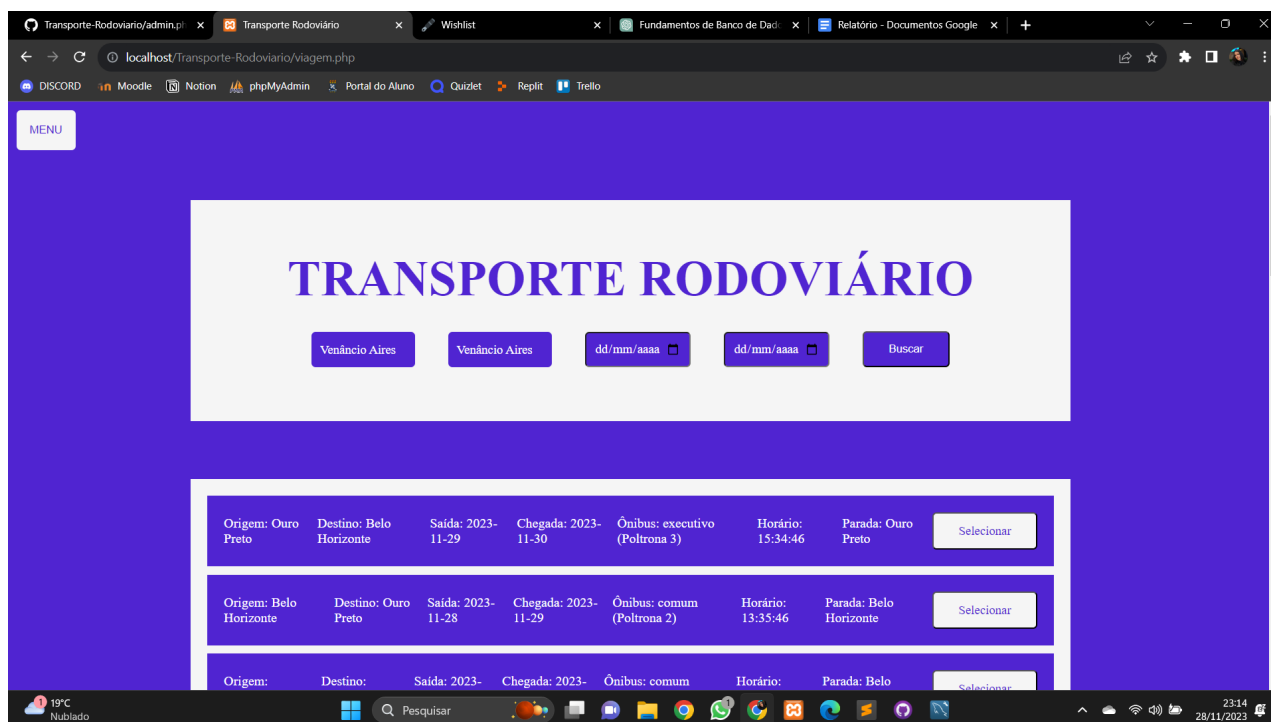 Transporte-Rodoviario/admin.ph
Transporte Rodoviário
Wishlist
Fundamentos de Banco de Dado
Relatório - Documentos Google
localhost/Transporte-Rodoviario/viagem.php
DISCORD Moodle Notion phpMyAdmin Portal do Aluno Quizlet Replit Trello
MENU
TRANSPORTE RODOVIÁRIO
Venâncio Aires Venâncio Aires dd/mm/aaaa dd/mm/aaaa Buscar
Origem: Ouro Preto
Destino: Belo Horizonte
Saída: 2023-11-29
Chegada: 2023-11-30
Ônibus: executivo (Poltrona 3)
Horário: 15:34:46
Parada: Ouro Preto
Selecionar
Origem: Belo Horizonte
Destino: Ouro Preto
Saída: 2023-11-28
Chegada: 2023-11-29
Ônibus: comum (Poltrona 2)
Horário: 13:35:46
Parada: Belo Horizonte
Selecionar
Origem:
Destino:
Saída: 2023-
Chegada: 2023-
Ônibus: comum
Horário:
Parada: Belo
Selecionar
1
19°C
Nublado
Pesquisar
23:14
28/11/2023